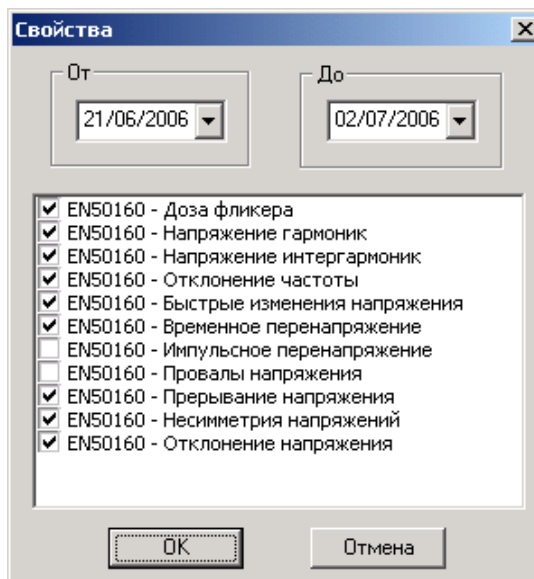 Свойства
От
До
21/06/2006
02/07/2006
EN50160 - Доза фликера
EN50160 - Напряжение гармоник
EN50160 - Напряжение интергармоник
EN50160 - Отклонение частоты
EN50160 - Быстрые изменения напряжения
EN50160 - Временное перенапряжение
EN50160 - Импульсное перенапряжение
EN50160 - Провалы напряжения
EN50160 - Прерывание напряжения
EN50160 - Несимметрия напряжений
EN50160 - Отклонение напряжения
OK
Отмена